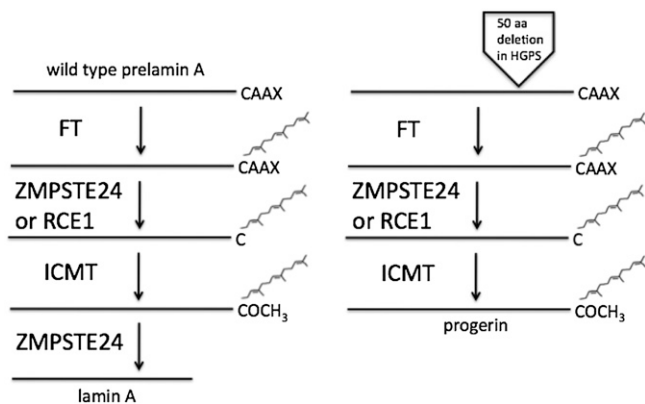 wild type prelamin A
CAAX
FT
CAAX
ZMPSTE24
or RCE1
C
ICMT
COCH3
ZMPSTE24
lamin A
50 aa
deletion
in HGPS
CAAX
FT
CAAX
ZMPSTE24
or RCE1
C
ICMT
COCH3
progerin